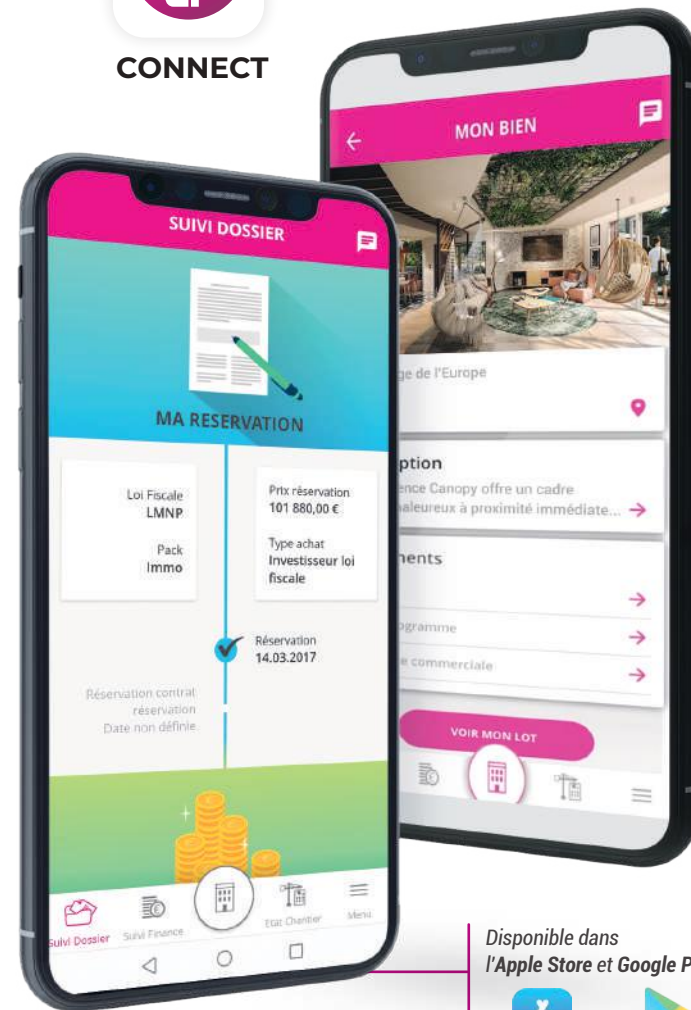 CONNECT
MON BIEN
ge de l'Europe
ption
ence Canopy offre un cadre
aleureux à proximité immédiate...
ments
ogramme
e commerciale
VOIR MON LOT
SUIVI DOSSIER
MA RESERVATION
Loi Fiscale
LMNP
Pack
Immo
Prix réservation
101 880,00 €
Type achat
Investisseur loi
fiscale
Réservation
14.03.2017
Réservation contrat
réservation
Date non définie.
Suivi Dossier
Suivi Finance
Etat Chantier
Menu
Disponible dans
l'Apple Store et Google P